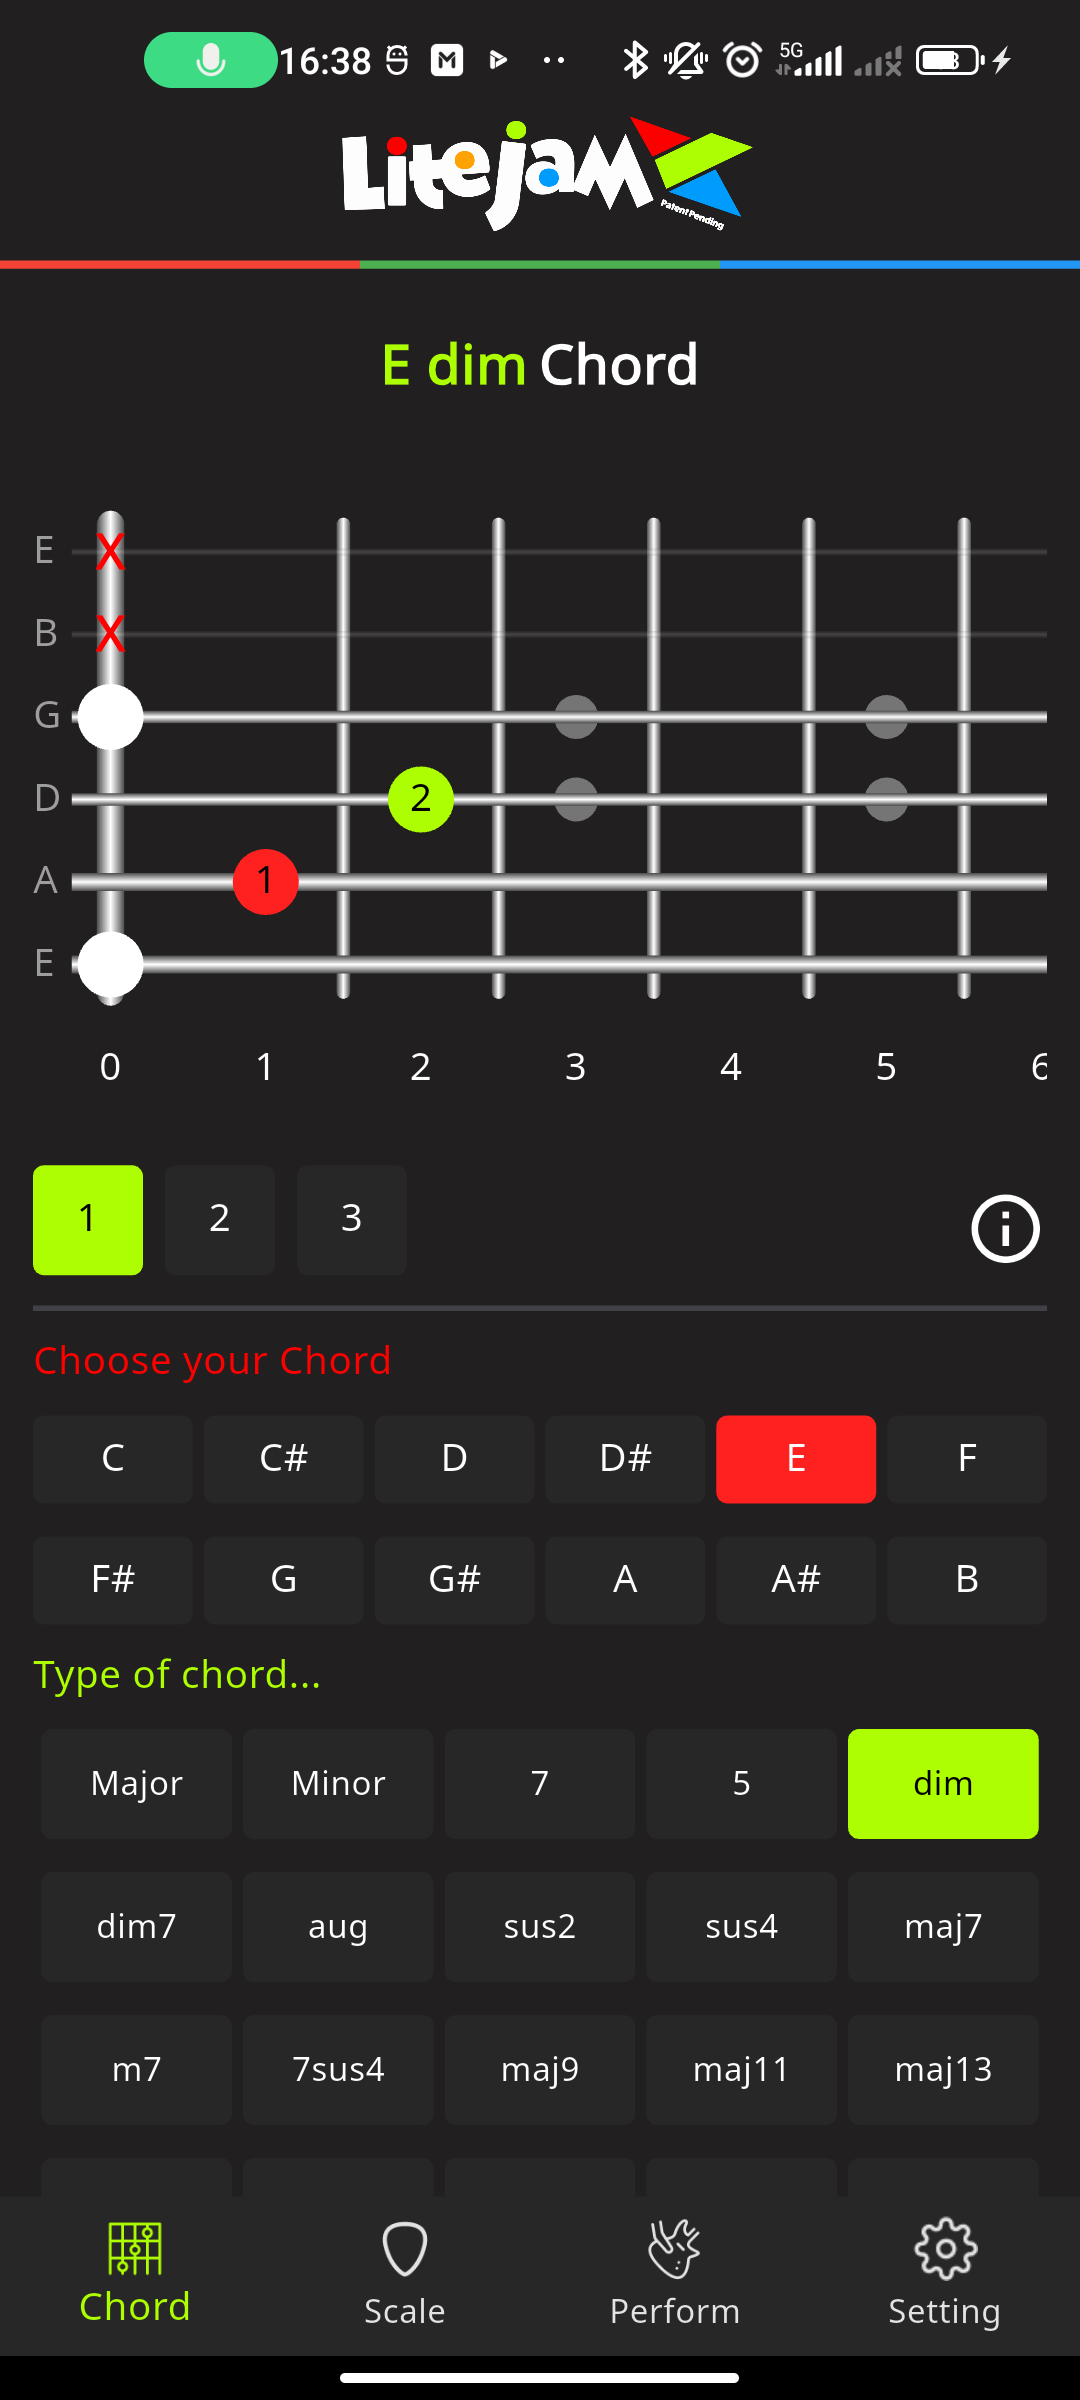 16:38 5G
LitejaM
Patent Pending
E dim Chord
E X
B X
G
D 2
A 1
E
0 1 2 3 4 5 6
1 2 3
Choose your Chord
C C# D D# E F
F# G G# A A# B
Type of chord...
Major Minor 7 5 dim
dim7 aug sus2 sus4 maj7
m7 7sus4 maj9 maj11 maj13
Chord Scale Perform Setting